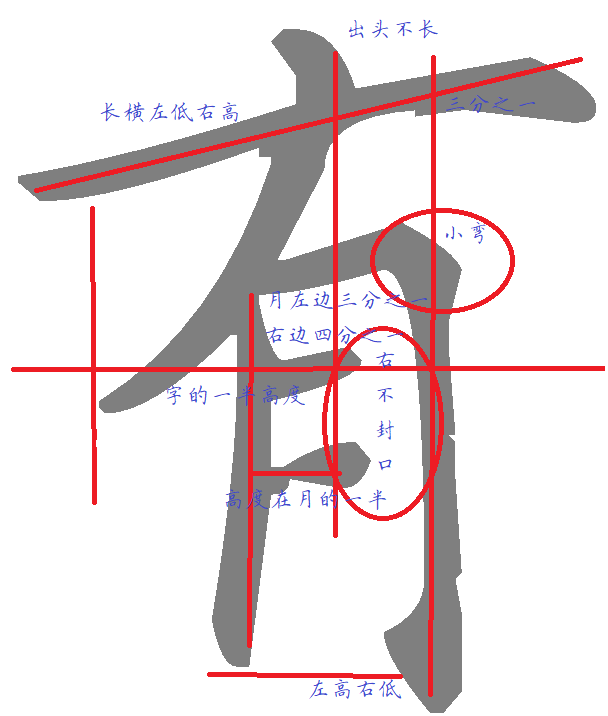 出头不长
三分之一
长横左低右高
小弯
月左边三分之一
右边四分之一
右不封口
字的一半高度
高度在月的一半
左高右低
有